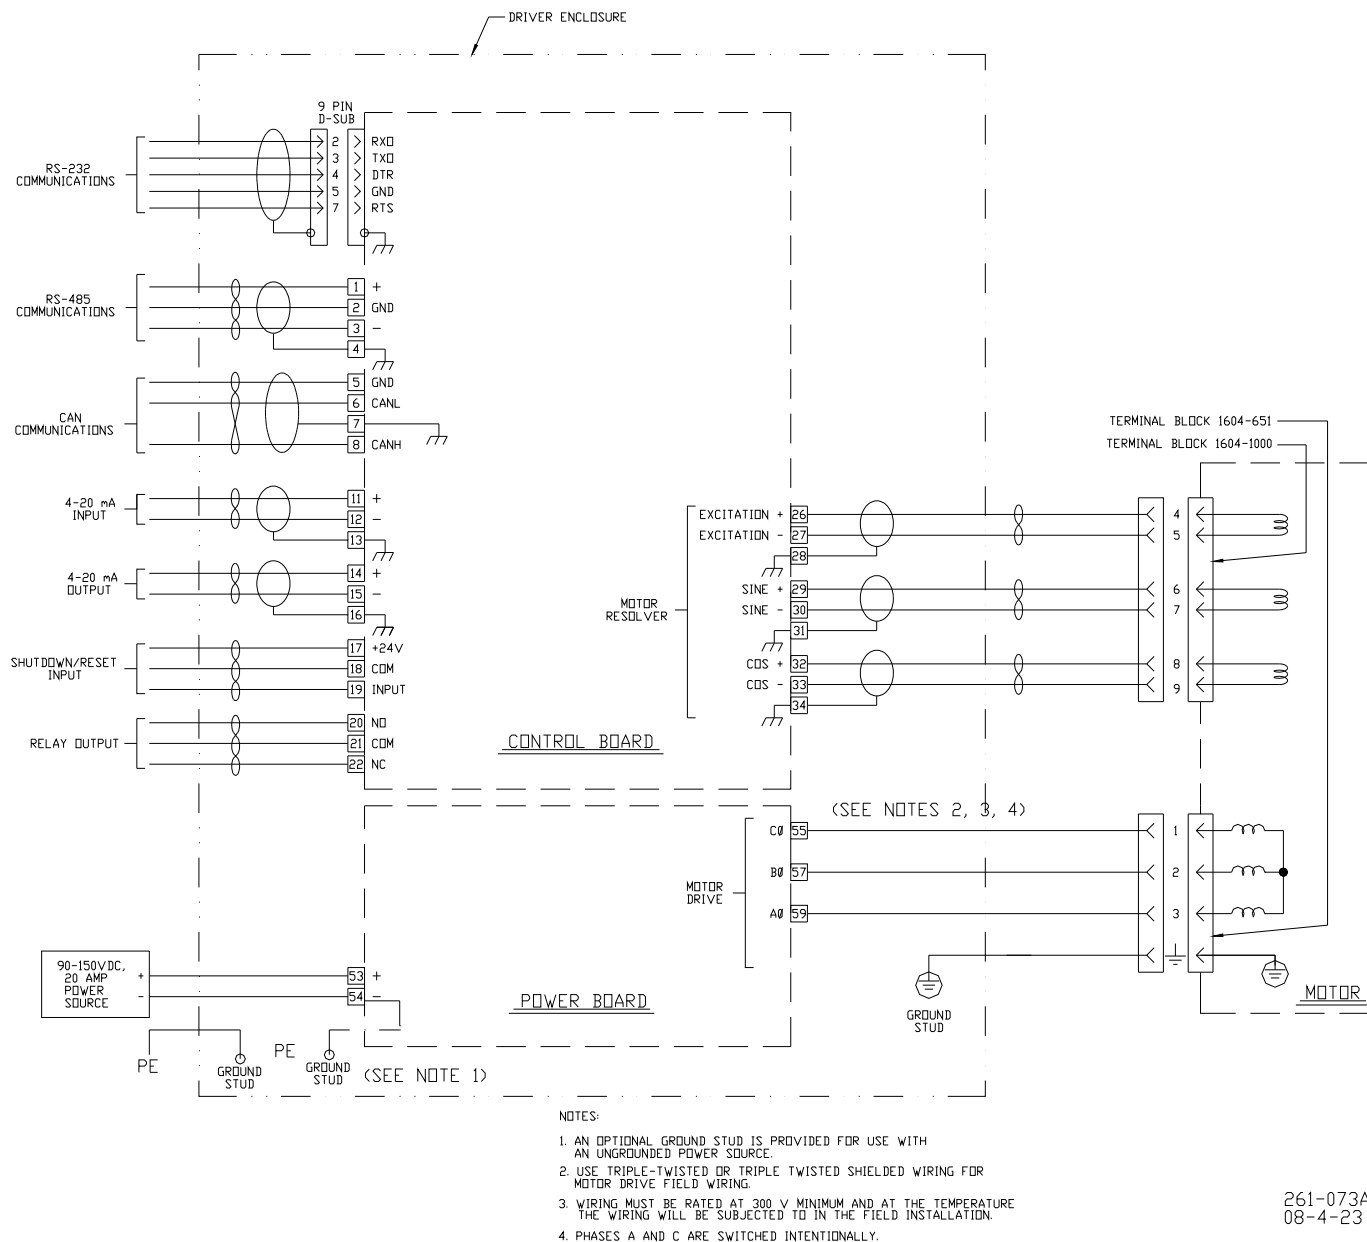 DRIVER ENCLOSURE
9 PIN
D-SUB
RS-232
COMMUNICATIONS
2 RXD
3 TXD
4 DTR
5 GND
7 RTS
RS-485
COMMUNICATIONS
1 +
2 GND
3 -
4
CAN
COMMUNICATIONS
5 GND
6 CANL
7
8 CANH
4-20 mA
INPUT
11 +
12 -
13
4-20 mA
OUTPUT
14 +
15 -
16
SHUTDOWN/RESET
INPUT
17 +24V
18 COM
19 INPUT
RELAY OUTPUT
20 NO
21 COM
22 NC
CONTROL BOARD
MOTOR
RESOLVER
EXCITATION + 26
EXCITATION - 27
28
SINE + 29
SINE - 30
31
COS + 32
COS - 33
34
TERMINAL BLOCK 1604-651
TERMINAL BLOCK 1604-1000
4
5
6
7
8
9
(SEE NOTES 2, 3, 4)
MOTOR
DRIVE
CØ 55
BØ 57
AØ 59
1
2
3
GROUND
STUD
MOTOR
90-150VDC,
20 AMP
POWER
SOURCE
+
-
53 +
54 -
POWER BOARD
PE
GROUND
STUD
PE
GROUND
STUD
(SEE NOTE 1)
NOTES:
1. AN OPTIONAL GROUND STUD IS PROVIDED FOR USE WITH
AN UNGROUNDED POWER SOURCE.
2. USE TRIPLE-TWISTED OR TRIPLE TWISTED SHIELDED WIRING FOR
MOTOR DRIVE FIELD WIRING.
3. WIRING MUST BE RATED AT 300 V MINIMUM AND AT THE TEMPERATURE
THE WIRING WILL BE SUBJECTED TO IN THE FIELD INSTALLATION.
4. PHASES A AND C ARE SWITCHED INTENTIONALLY.
261-073A
08-4-23